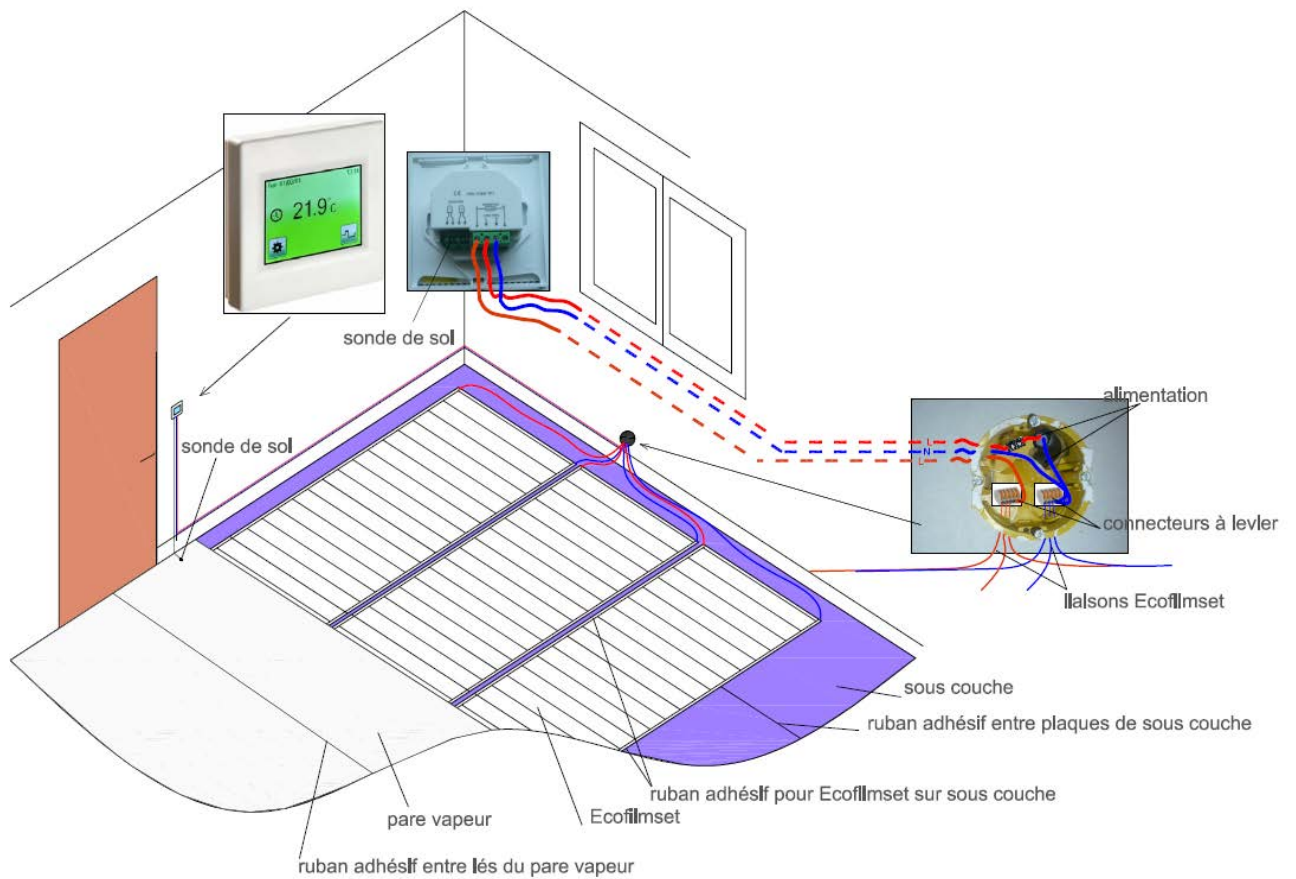 21.9°C
sonde de sol
alimentation
sonde de sol
L
N
L
connecteurs à levier
liaisons Ecofilmset
sous couche
ruban adhésif entre plaques de sous couche
ruban adhésif pour Ecofilmset sur sous couche
Ecofilmset
pare vapeur
ruban adhésif entre lés du pare vapeur